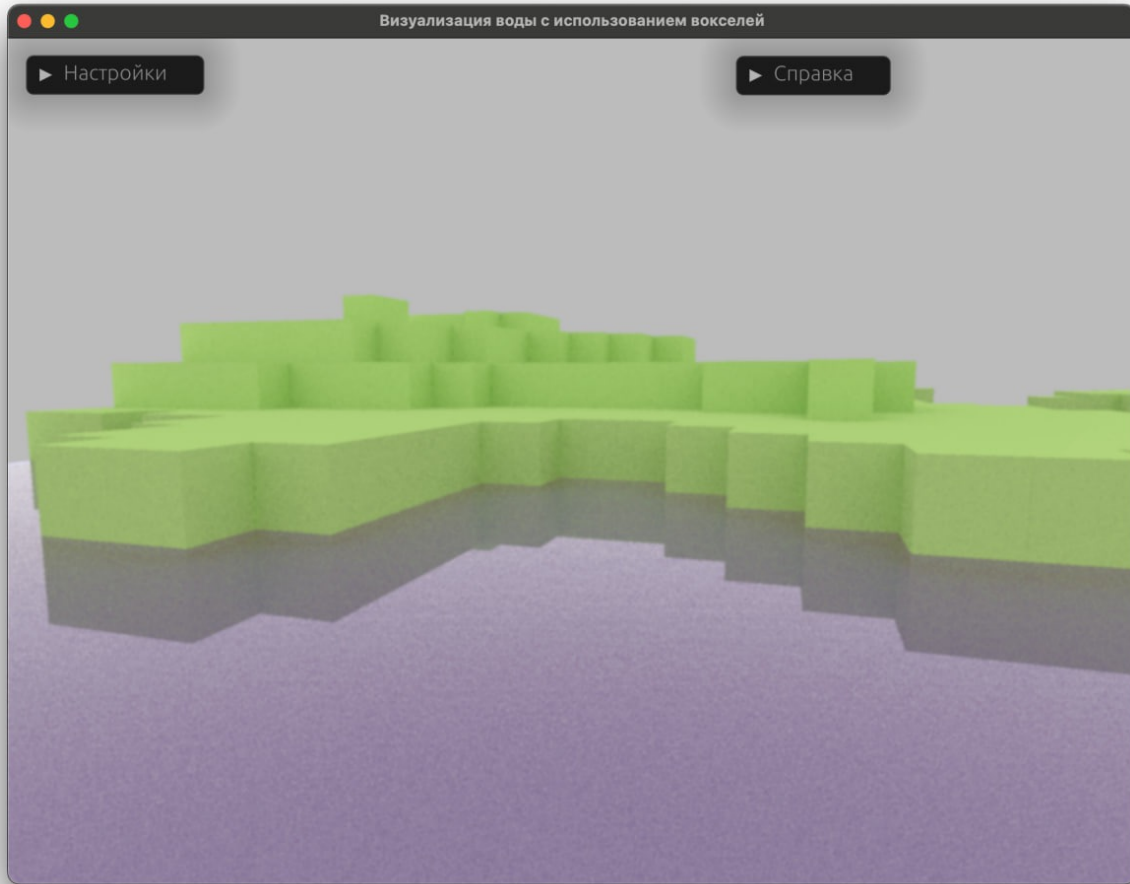 Визуализация воды с использованием вокселей
Настройки
Справка